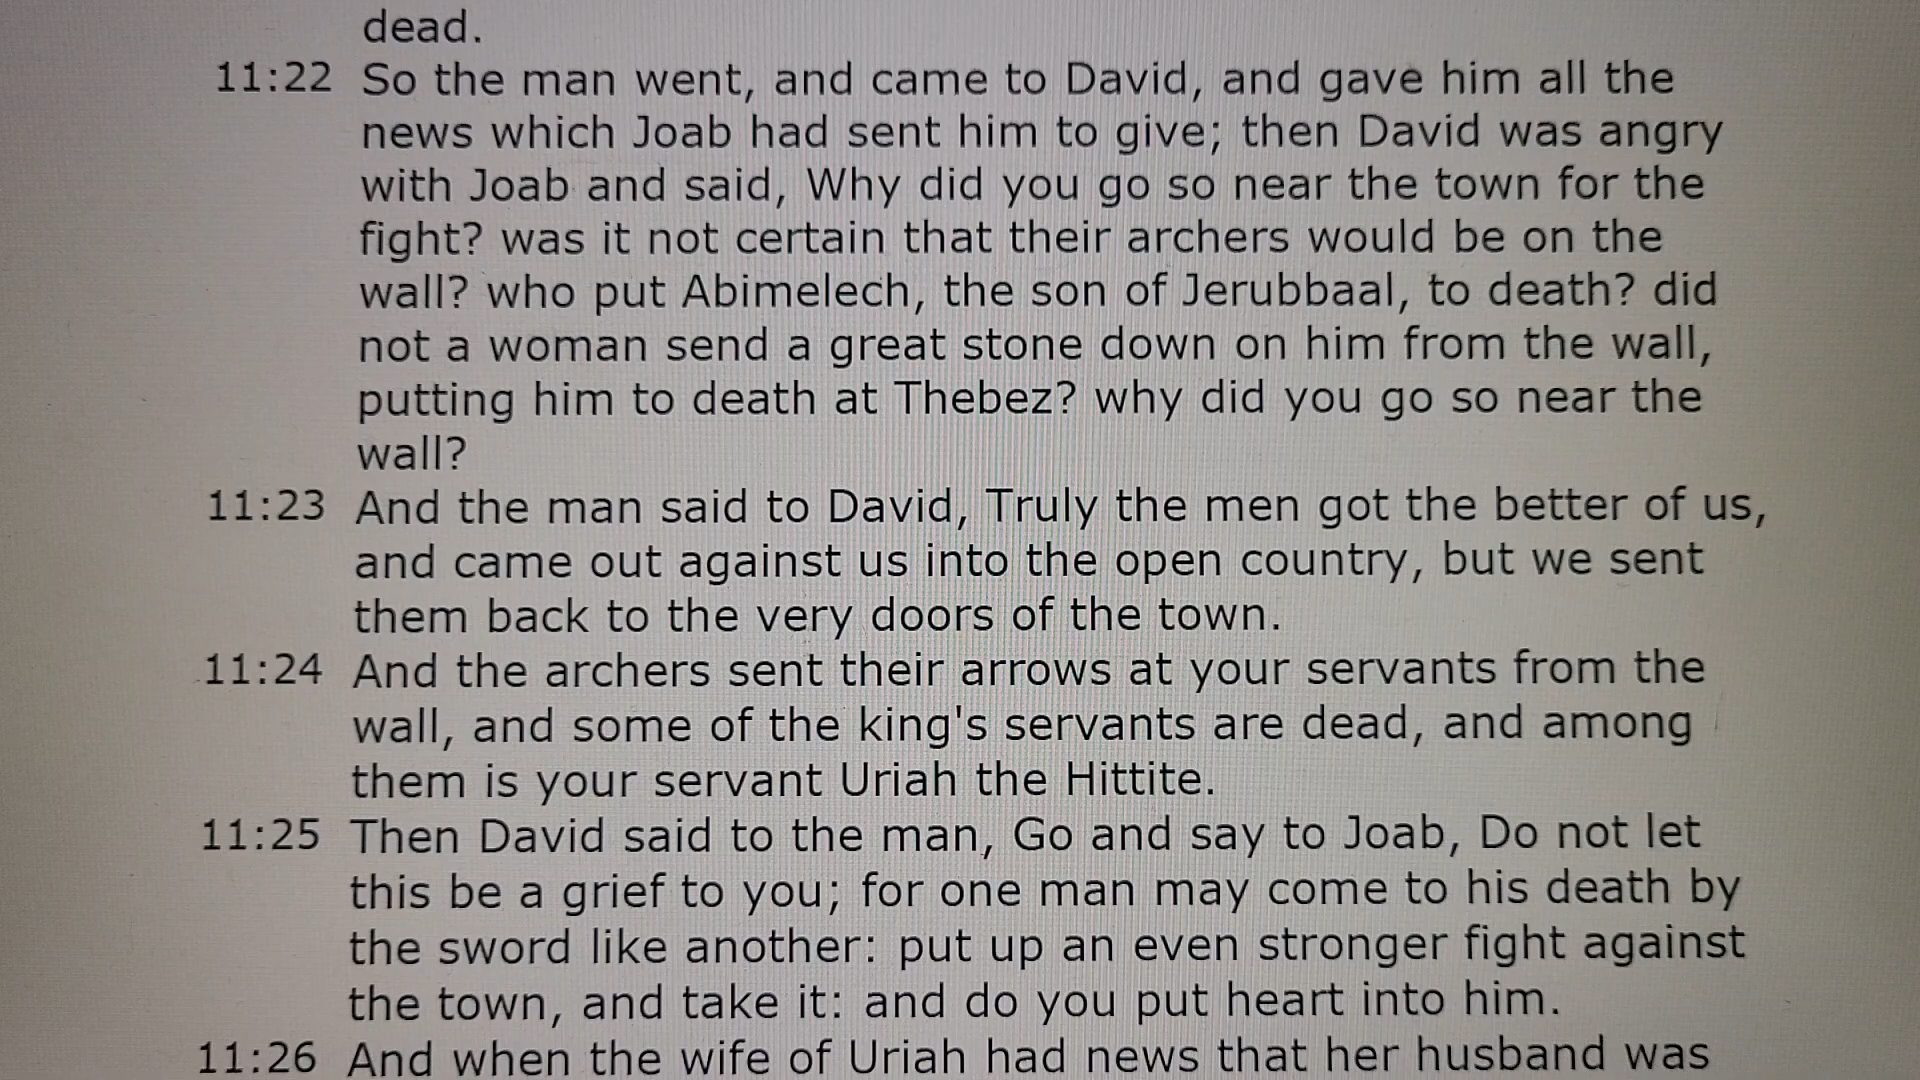 dead.
11:22 So the man went, and came to David, and gave him all the
news which Joab had sent him to give; then David was angry
with Joab and said, Why did you go so near the town for the
fight? was it not certain that their archers would be on the
wall? who put Abimelech, the son of Jerubbaal, to death? did
not a woman send a great stone down on him from the wall,
putting him to death at Thebez? why did you go so near the
wall?
11:23 And the man said to David, Truly the men got the better of us,
and came out against us into the open country, but we sent
them back to the very doors of the town.
11:24 And the archers sent their arrows at your servants from the
wall, and some of the king's servants are dead, and among
them is your servant Uriah the Hittite.
11:25 Then David said to the man, Go and say to Joab, Do not let
this be a grief to you; for one man may come to his death by
the sword like another: put up an even stronger fight against
the town, and take it: and do you put heart into him.
11:26 And when the wife of Uriah had news that her husband was